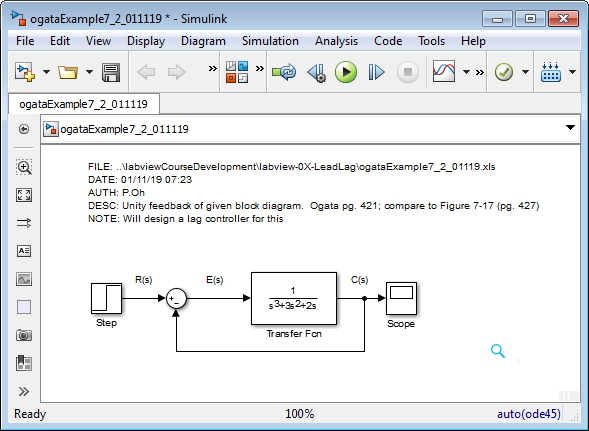 ogataExample7_2_011119 * - Simulink
File Edit View Display Diagram Simulation Analysis Code Tools Help
» » »
ogataExample7_2_011119
ogataExample7_2_011119
FILE: ..\labviewCourseDevelopment\labview-0X-LeadLag\ogataExample7_2_01119.xls
DATE: 01/11/19 07:23
AUTH: P.Oh
DESC: Unity feedback of given block diagram. Ogata pg. 421; compare to Figure 7-17 (pg. 427)
NOTE: Will design a lag controller for this
R(s) E(s) C(s)
1
s3+3s2+2s
+-
Step
Transfer Fcn
Scope
A
»
Ready 100% auto(ode45)